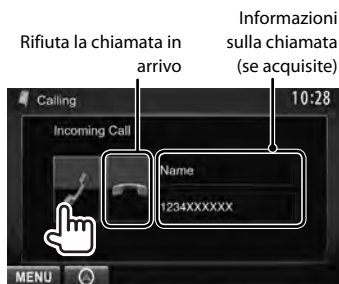 Informazioni
sulla chiamata
(se acquisite)
Rifiuta la chiamata in
arrivo
Calling
10:28
Incoming Call
Name
1234XXXXXX
MENU